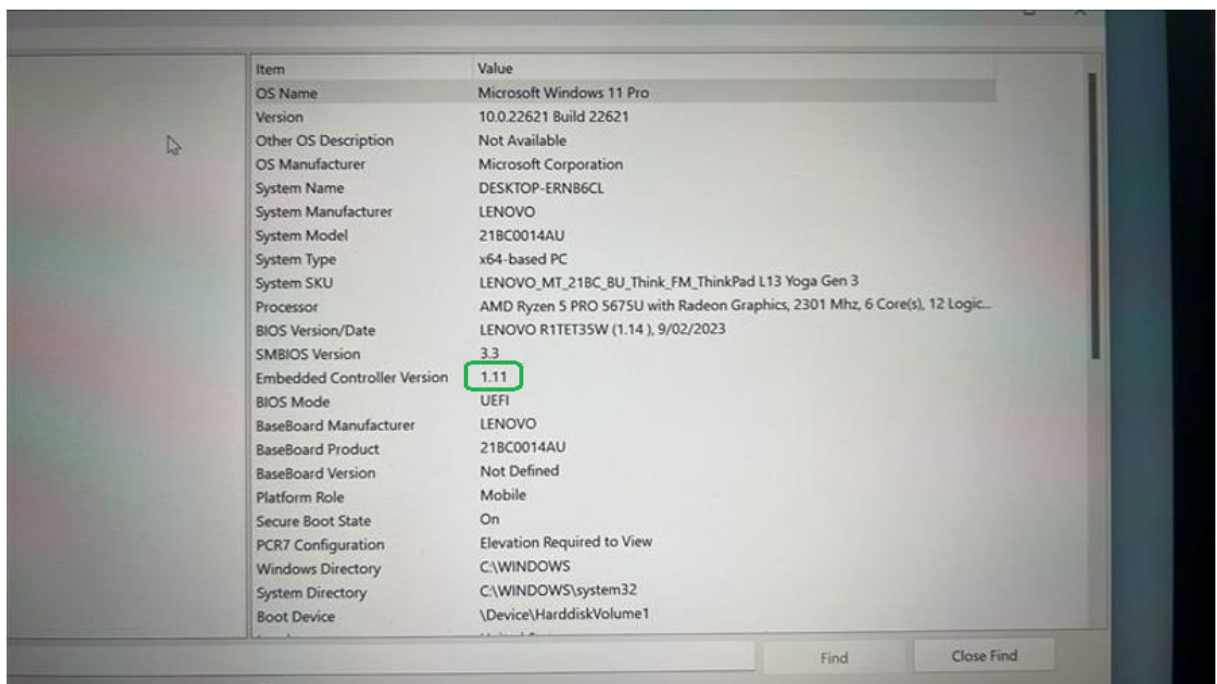 Item Value
OS Name Microsoft Windows 11 Pro
Version 10.0.22621 Build 22621
Other OS Description Not Available
OS Manufacturer Microsoft Corporation
System Name DESKTOP-ERNB6CL
System Manufacturer LENOVO
System Model 21BC0014AU
System Type x64-based PC
System SKU LENOVO_MT_21BC_BU_Think_FM_ThinkPad L13 Yoga Gen 3
Processor AMD Ryzen 5 PRO 5675U with Radeon Graphics, 2301 Mhz, 6 Core(s), 12 Logic...
BIOS Version/Date LENOVO R1TET35W (1.14 ), 9/02/2023
SMBIOS Version 3.3
Embedded Controller Version 1.11
BIOS Mode UEFI
BaseBoard Manufacturer LENOVO
BaseBoard Product 21BC0014AU
BaseBoard Version Not Defined
Platform Role Mobile
Secure Boot State On
PCR7 Configuration Elevation Required to View
Windows Directory C:\WINDOWS
System Directory C:\WINDOWS\system32
Boot Device \Device\HarddiskVolume1
Find Close Find